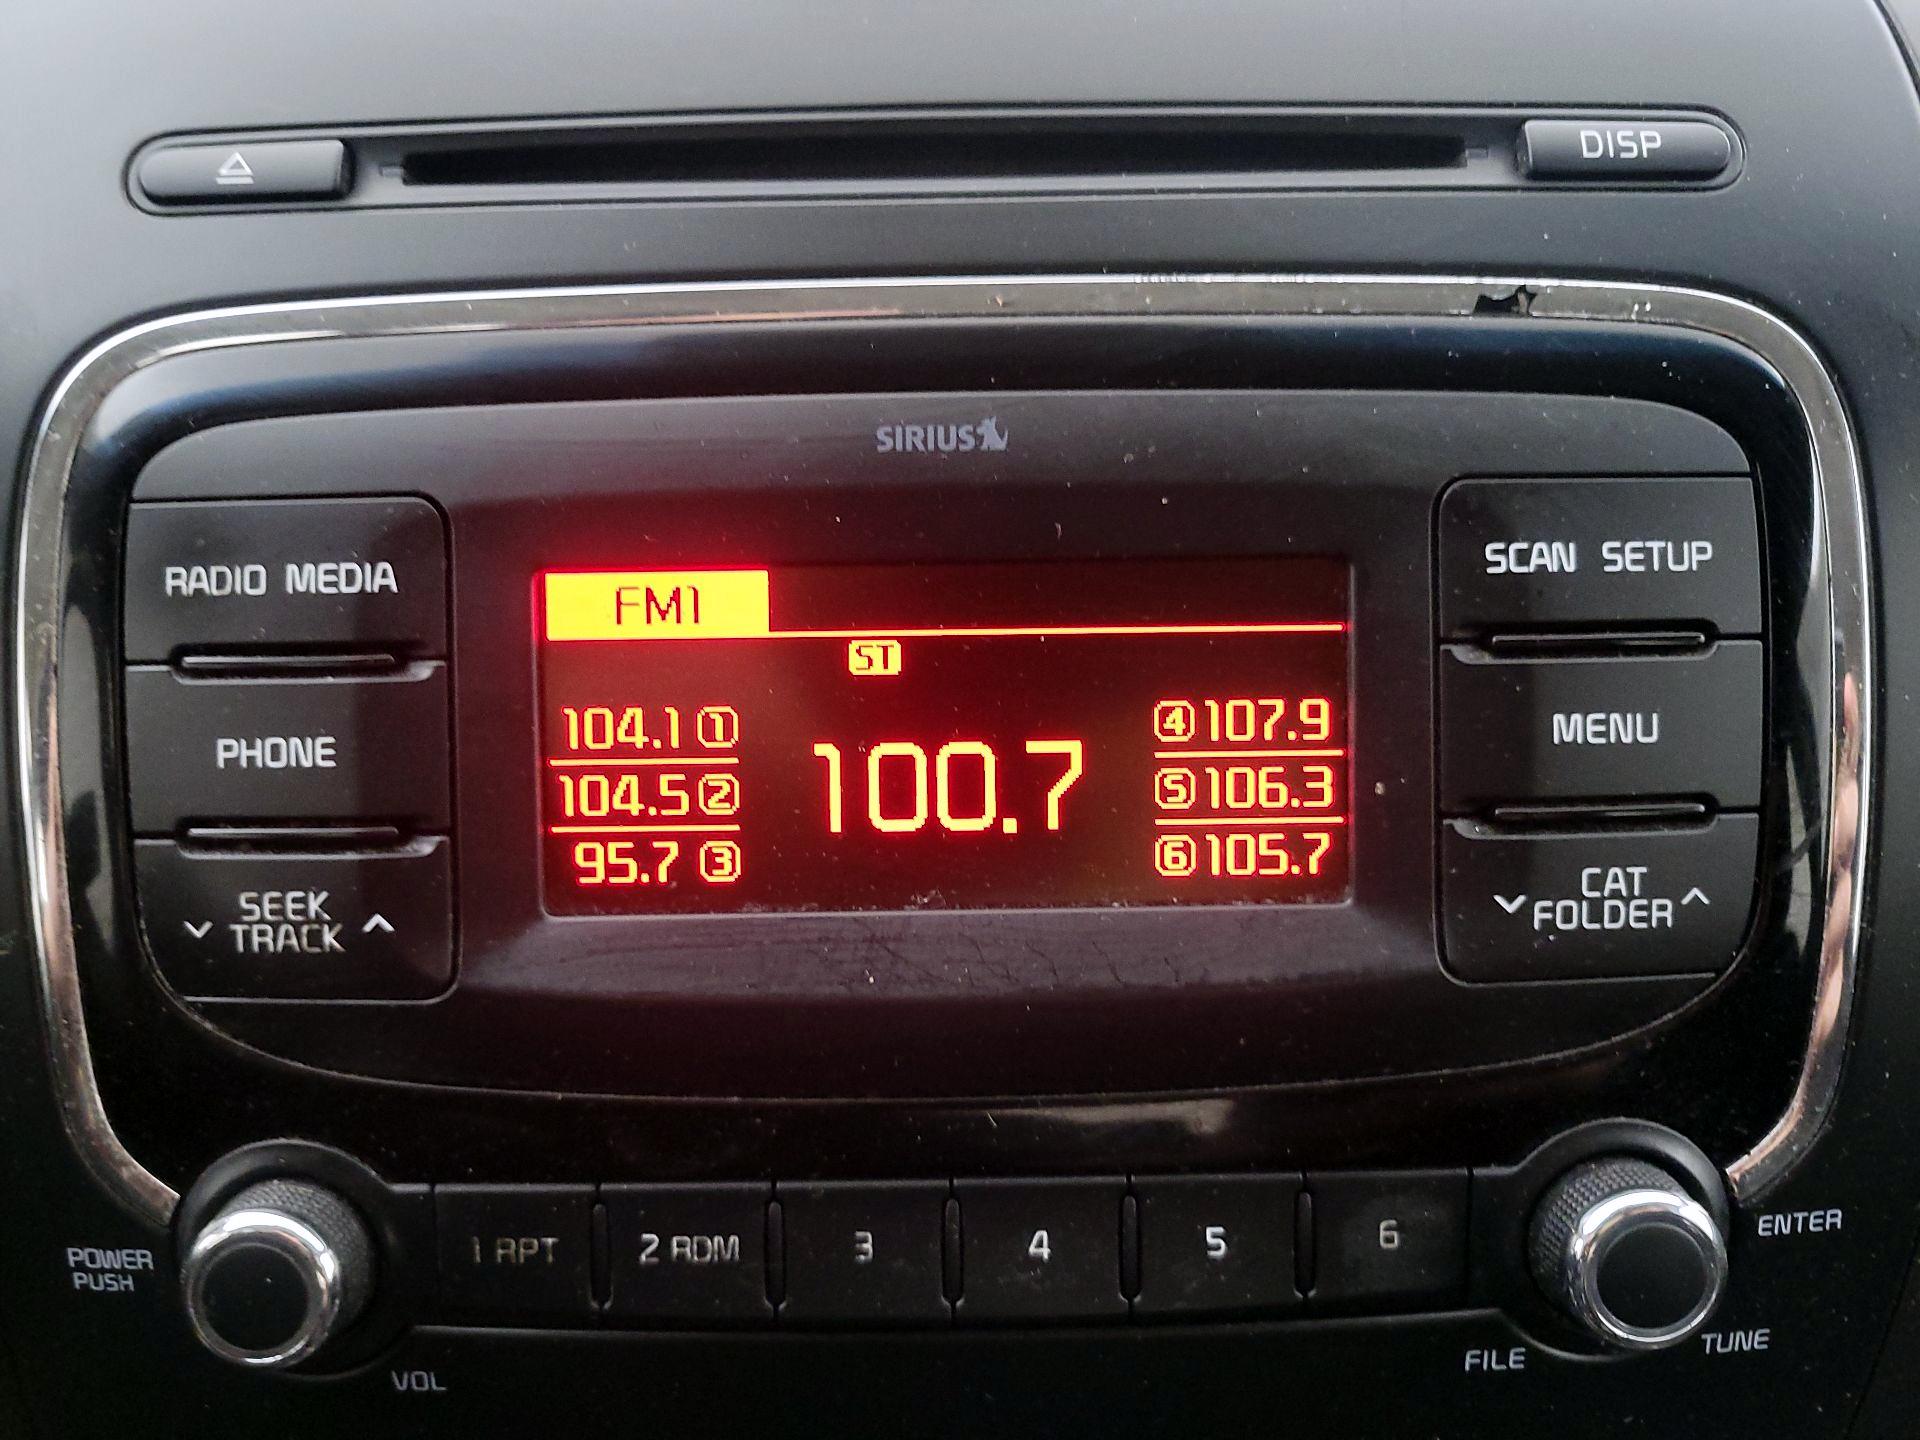 DISP
SIRIUS
RADIO MEDIA
PHONE
SEEK
TRACK
FM1
ST
104.1 1
104.5 2
95.7 3
100.7
4 107.9
5 106.3
6 105.7
SCAN SETUP
MENU
CAT
FOLDER
POWER
PUSH
VOL
1 RPT
2 RDM
3
4
5
6
ENTER
TUNE
FILE